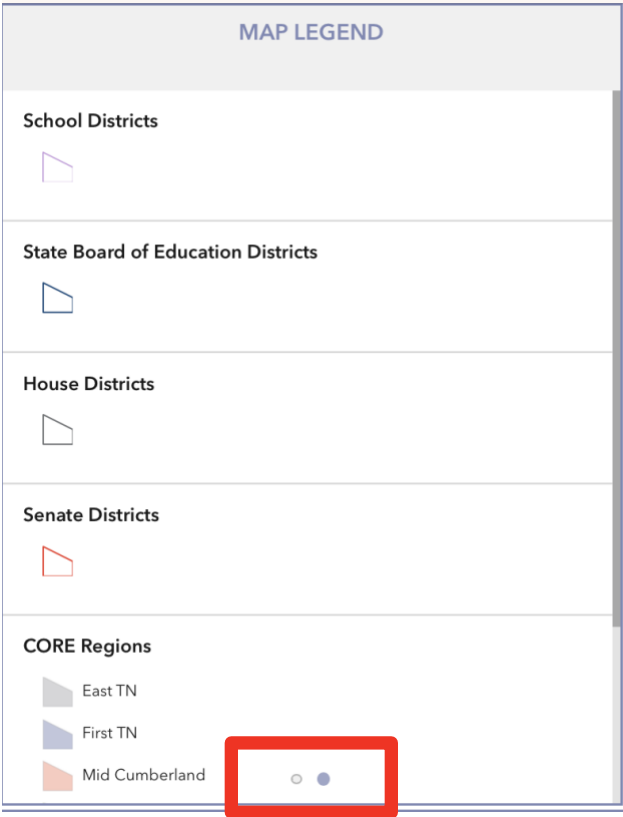 MAP LEGEND
School Districts
State Board of Education Districts
House Districts
Senate Districts
CORE Regions
East TN
First TN
Mid Cumberland